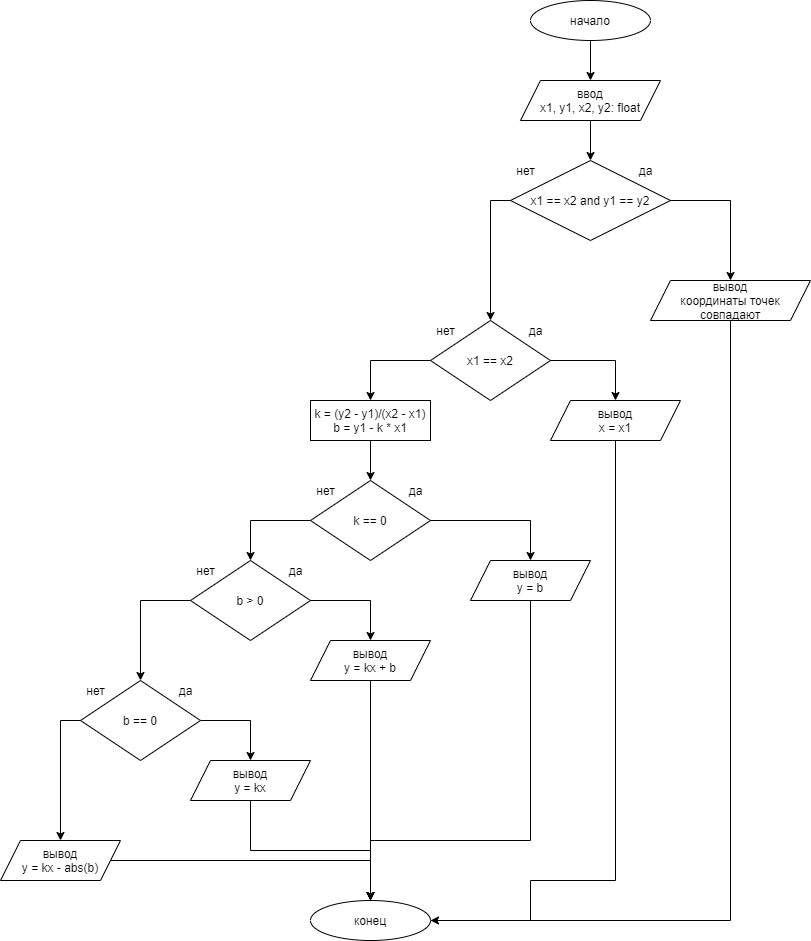 начало
ввод
x1, y1, x2, y2: float
нет
да
x1 == x2 and y1 == y2
вывод
координаты точек
совпадают
нет
да
x1 == x2
k = (y2 - y1)/(x2 - x1)
b = y1 - k * x1
вывод
x = x1
нет
да
k == 0
нет
да
b > 0
вывод
y = b
вывод
y = kx + b
нет
да
b == 0
вывод
y = kx
вывод
y = kx - abs(b)
конец